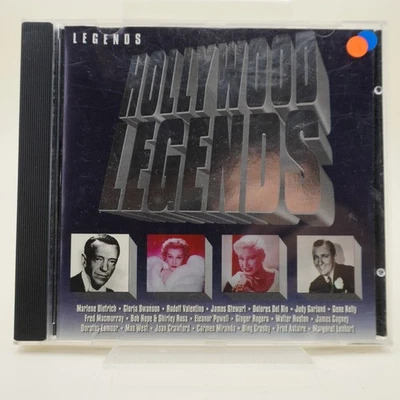 LEGENDS
HOLLYWOOD
LEGENDS
Marlene Dietrich • Gloria Swanson • Rudolf Valentino • James Stewart • Dolores Del Rio • Judy Garland • Gene Kelly
Fred Macmurray • Bob Hope & Shirley Ross • Eleanor Powell • Ginger Rogers • Walter Huston • James Cagney
Dorothy Lamour • Mae West • Joan Crawford • Carmen Miranda • Bing Crosby • Fred Astaire • Margaret